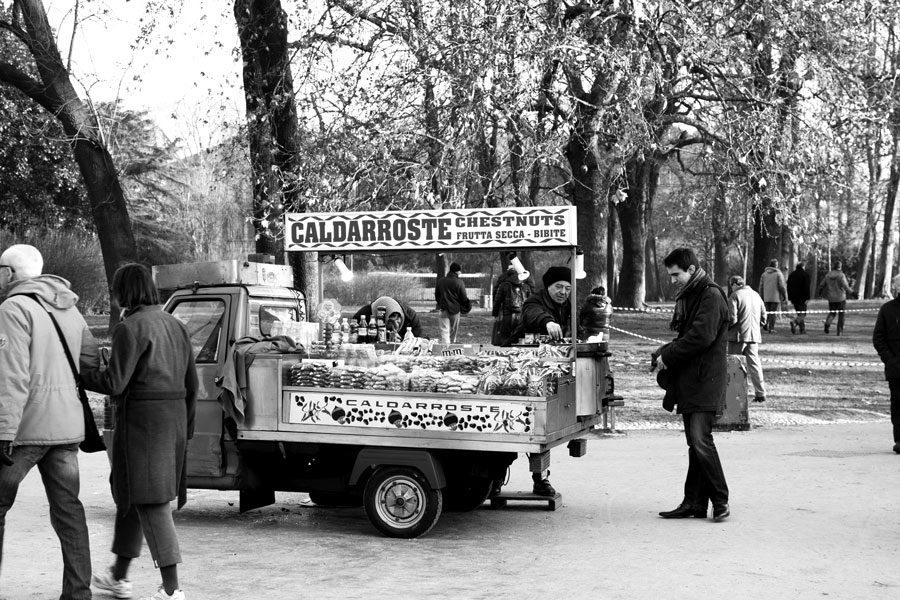 CALDARROSTE CHESTNUTS
FRUTTA SECCA - BIBITE
CALDARROSTE